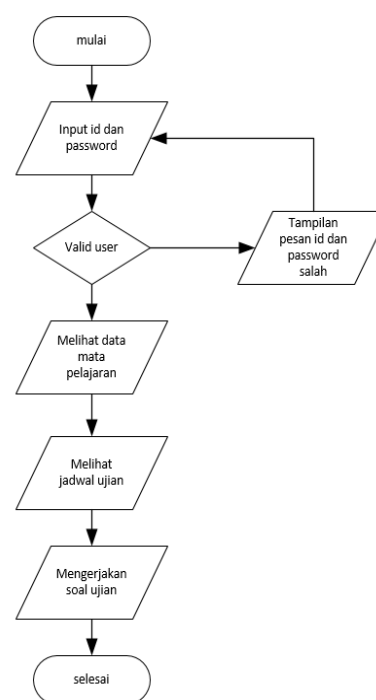 mulai
Input id dan
password
Valid user
Tampilan
pesan id dan
password
salah
Melihat data
mata
pelajaran
Melihat
jadwal ujian
Mengerjakan
soal ujian
selesai